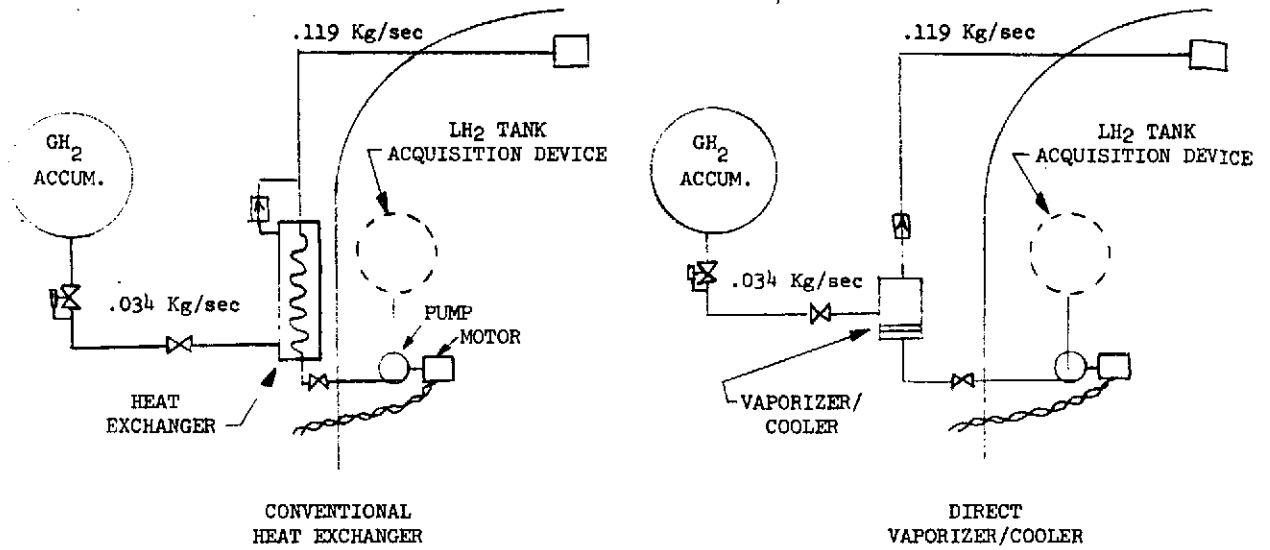 .119 Kg/sec
GH2
ACCUM.
LH2 TANK
ACQUISITION DEVICE
.034 Kg/sec
PUMP
MOTOR
HEAT
EXCHANGER
CONVENTIONAL
HEAT EXCHANGER
.119 Kg/sec
GH2
ACCUM.
LH2 TANK
ACQUISITION DEVICE
.034 Kg/sec
VAPORIZER/
COOLER
DIRECT
VAPORIZER/COOLER